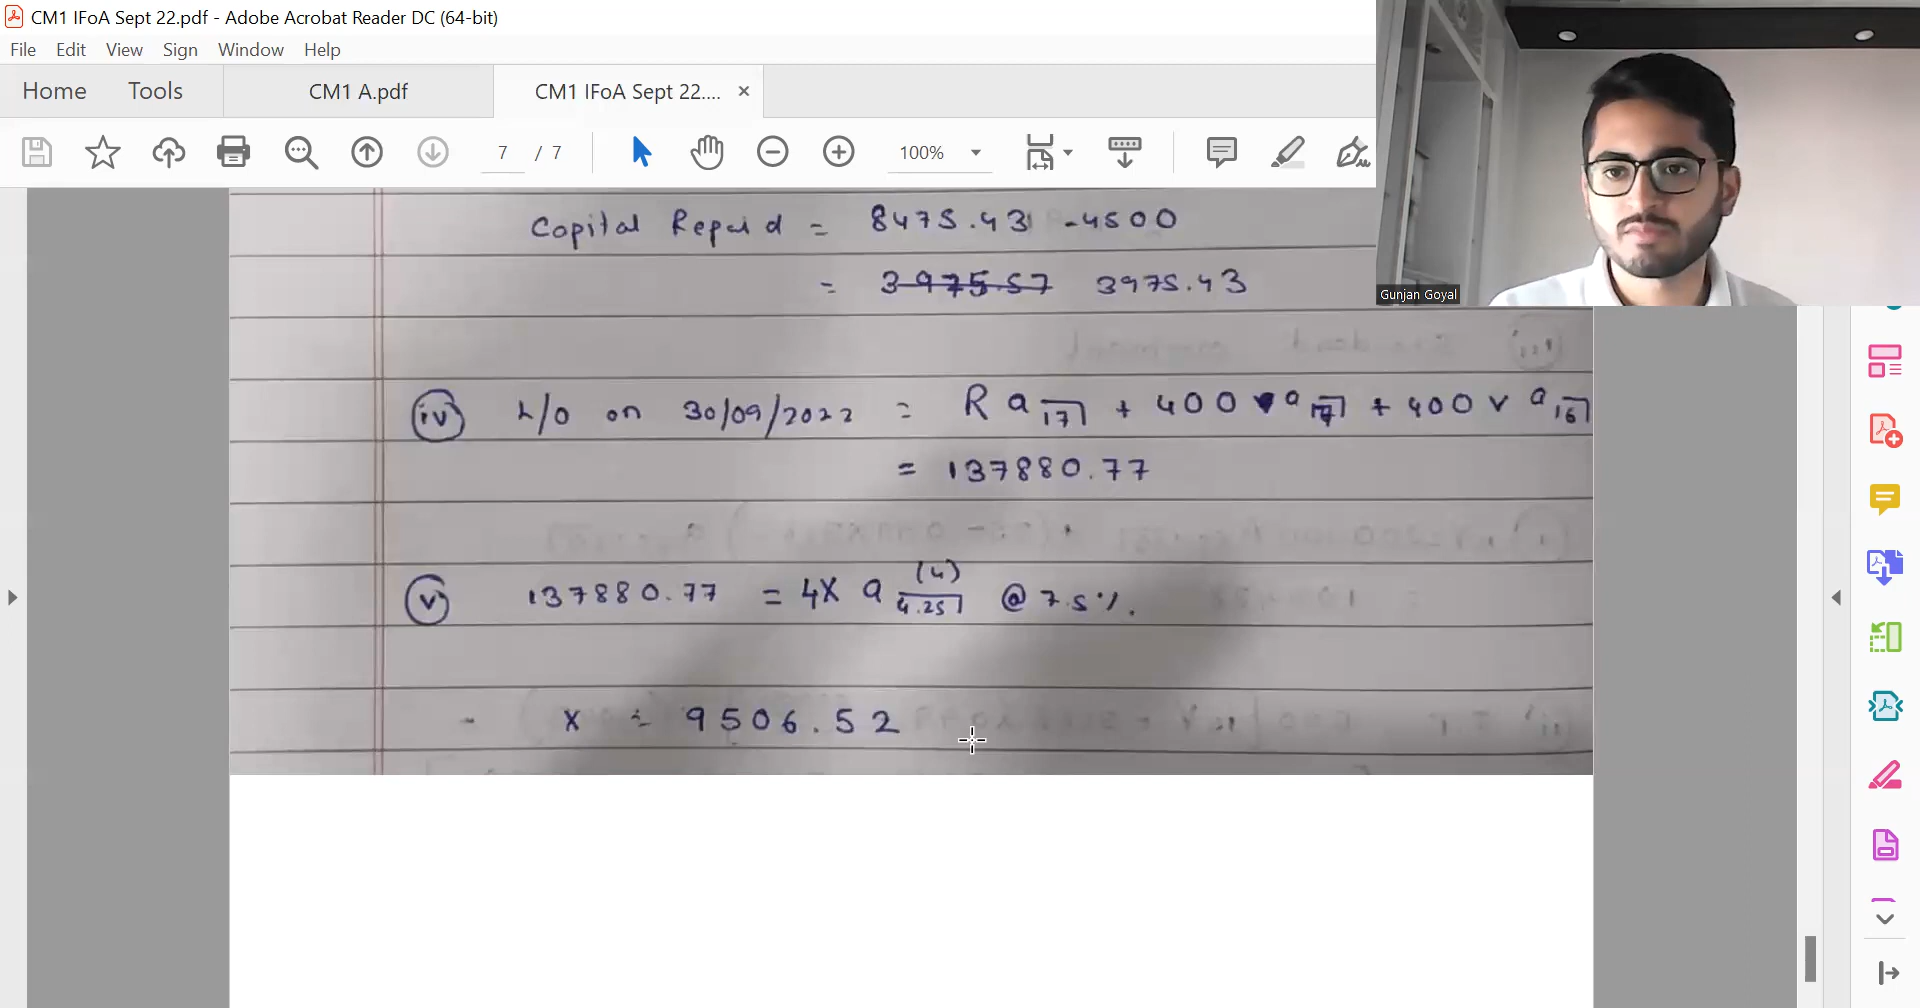 CM1 IFoA Sept 22.pdf - Adobe Acrobat Reader DC (64-bit)
File Edit View Sign Window Help
Home Tools CM1 A.pdf CM1 IFoA Sept 22.... ×
7 / 7 100%
Gunjan Goyal
Capital Repaid = 8475.43 -4500
= 3975.57 3975.43
(iv) L/O on 30/09/2022 = R a 17 + 400 a 17 + 400 v a 16
= 137880.77
(v) 137880.77 = 4X a (4) 4.25 @ 7.5%.
X = 9506.52